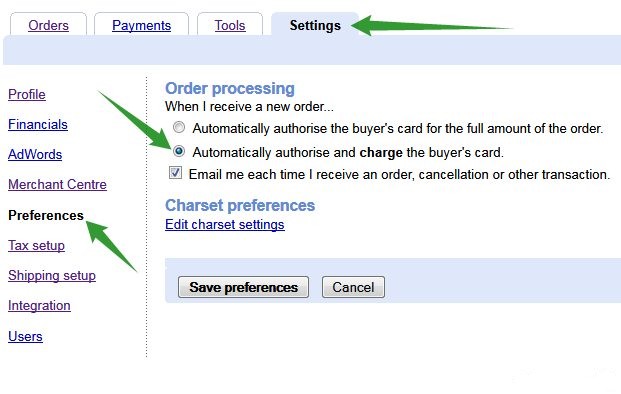 Orders Payments Tools Settings
Profile
Financials
AdWords
Merchant Centre
Preferences
Tax setup
Shipping setup
Integration
Users
Order processing
When I receive a new order...
Automatically authorise the buyer's card for the full amount of the order.
Automatically authorise and charge the buyer's card.
Email me each time I receive an order, cancellation or other transaction.
Charset preferences
Edit charset settings
Save preferences Cancel